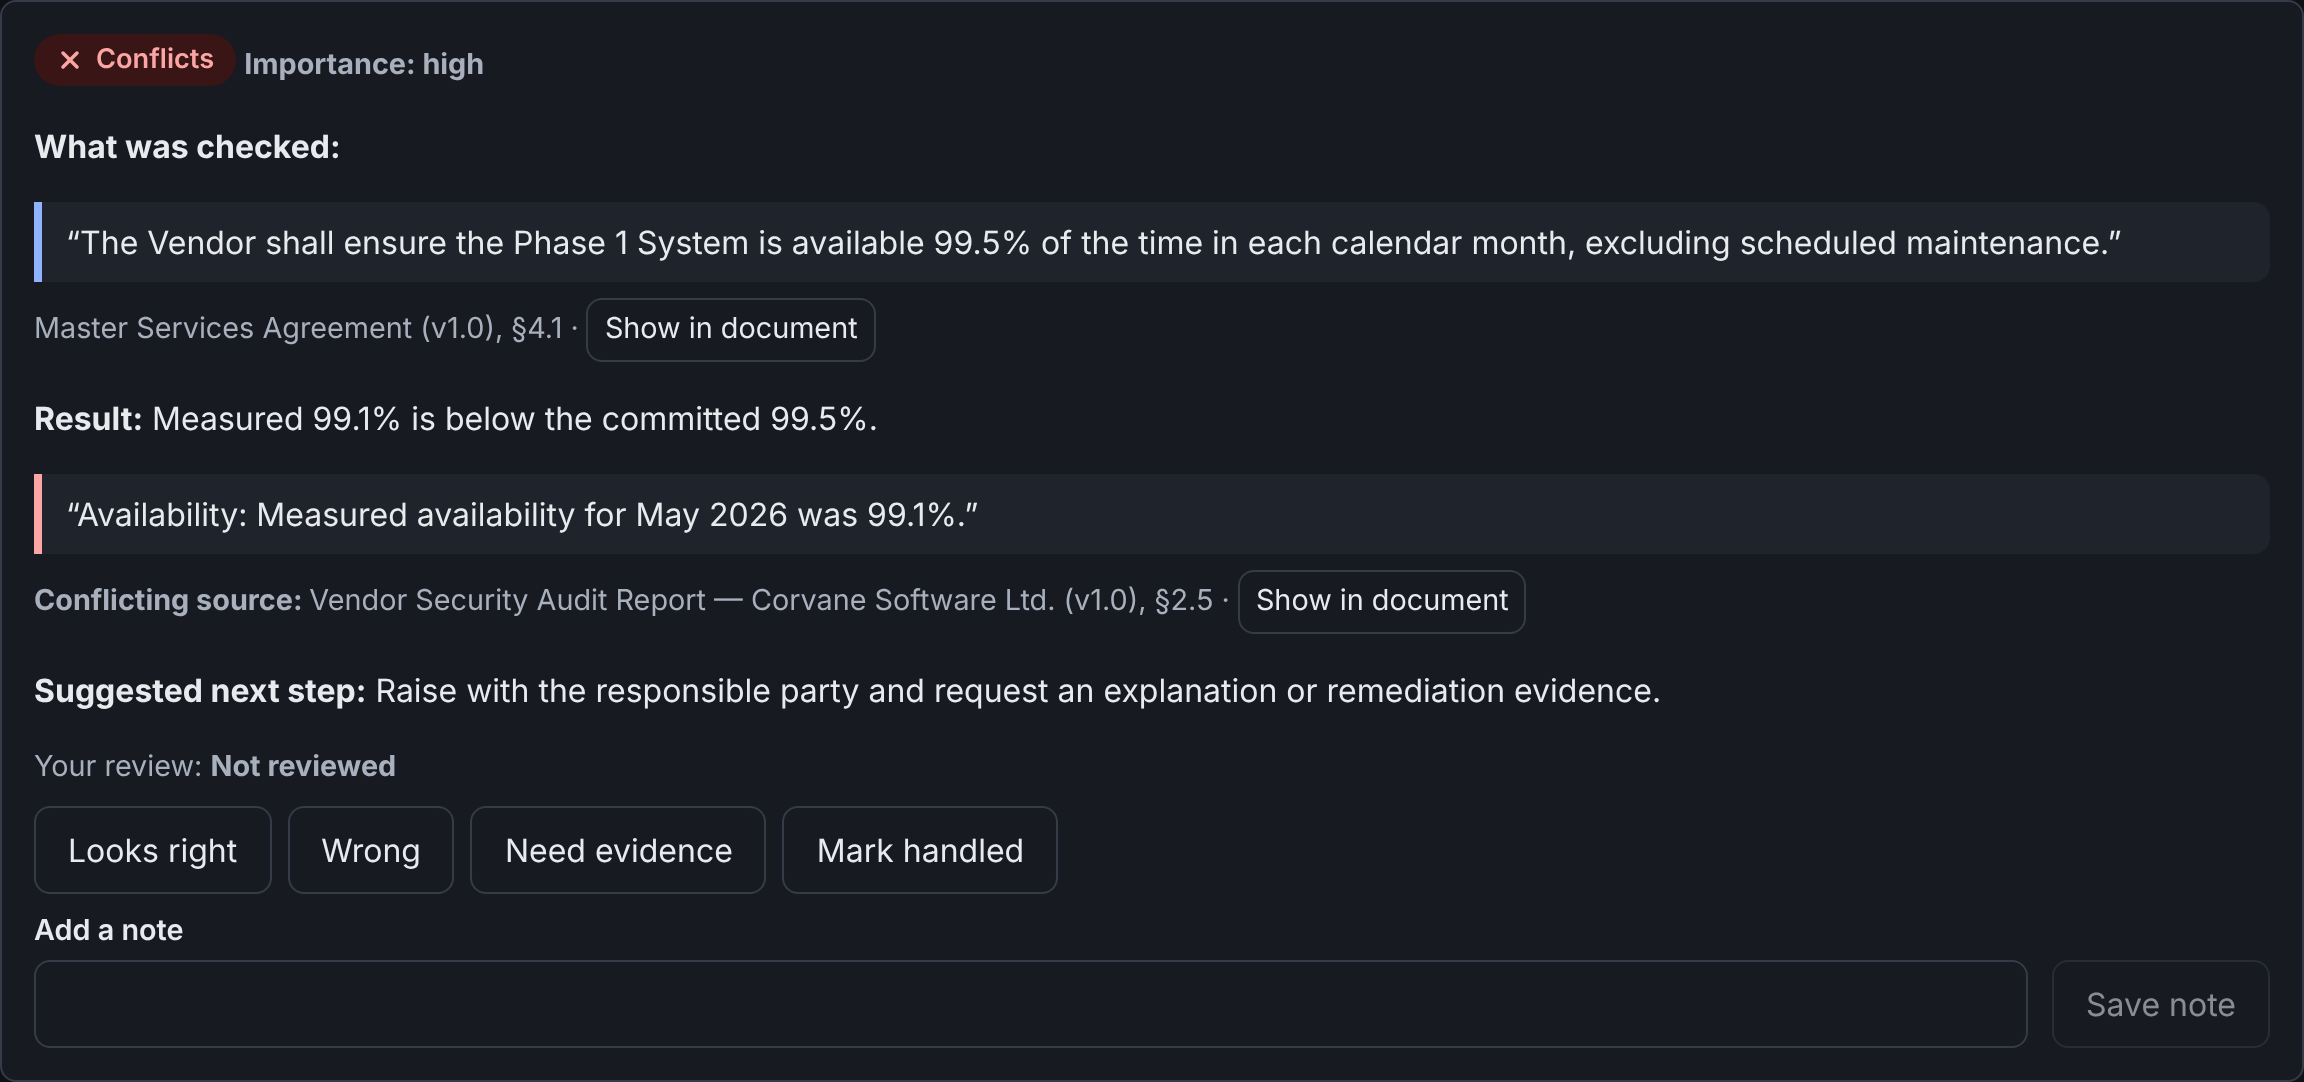 ✕ Conflicts Importance: high
What was checked:
“The Vendor shall ensure the Phase 1 System is available 99.5% of the time in each calendar month, excluding scheduled maintenance.”
Master Services Agreement (v1.0), §4.1 · Show in document
Result: Measured 99.1% is below the committed 99.5%.
“Availability: Measured availability for May 2026 was 99.1%.”
Conflicting source: Vendor Security Audit Report — Corvane Software Ltd. (v1.0), §2.5 · Show in document
Suggested next step: Raise with the responsible party and request an explanation or remediation evidence.
Your review: Not reviewed
Looks right Wrong Need evidence Mark handled
Add a note
Save note